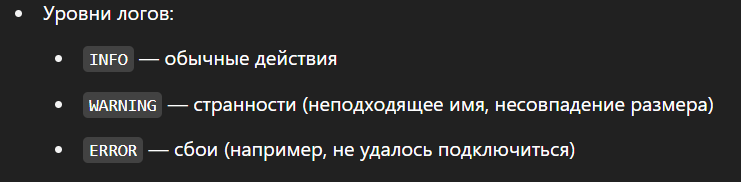 Уровни логов:
INFO — обычные действия
WARNING — странности (неподходящее имя, несовпадение размера)
ERROR — сбои (например, не удалось подключиться)